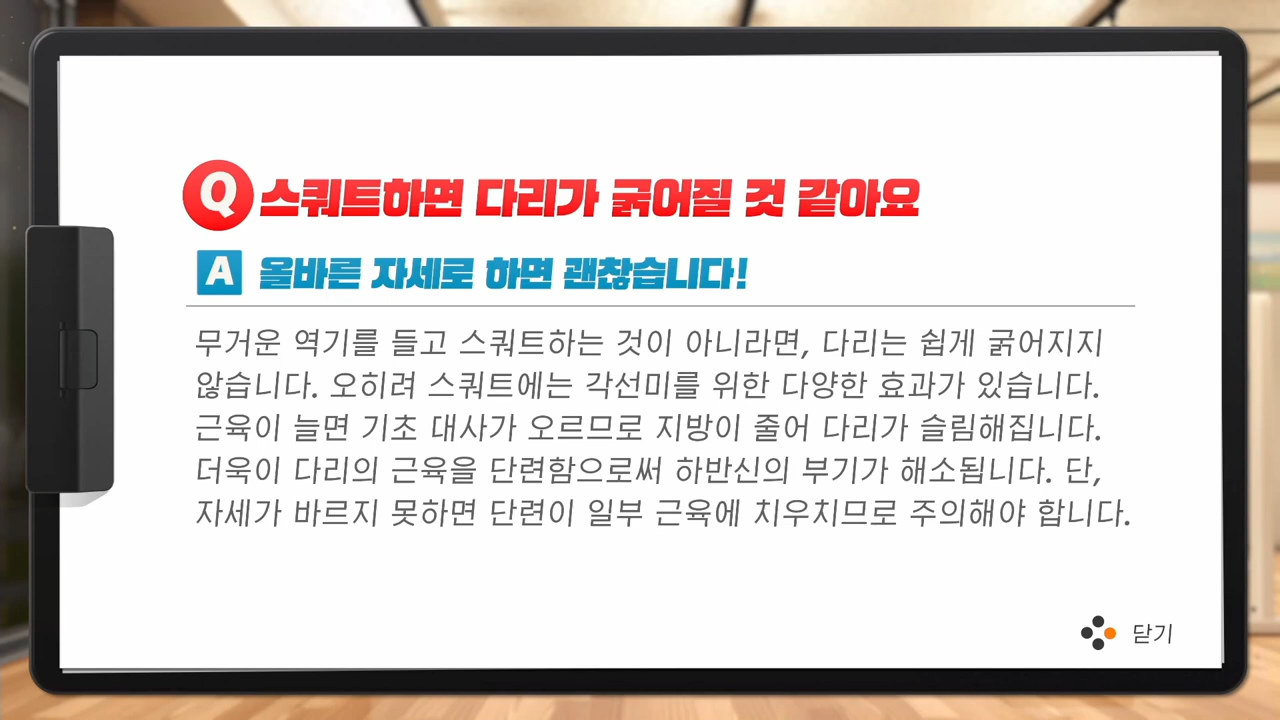 Q 스쿼트하면 다리가 굵어질 것 같아요
A 올바른 자세로 하면 괜찮습니다!
무거운 역기를 들고 스쿼트하는 것이 아니라면, 다리는 쉽게 굵어지지
않습니다. 오히려 스쿼트에는 각선미를 위한 다양한 효과가 있습니다.
근육이 늘면 기초 대사가 오르므로 지방이 줄어 다리가 슬림해집니다.
더욱이 다리의 근육을 단련함으로써 하반신의 부기가 해소됩니다. 단,
자세가 바르지 못하면 단련이 일부 근육에 치우치므로 주의해야 합니다.
닫기